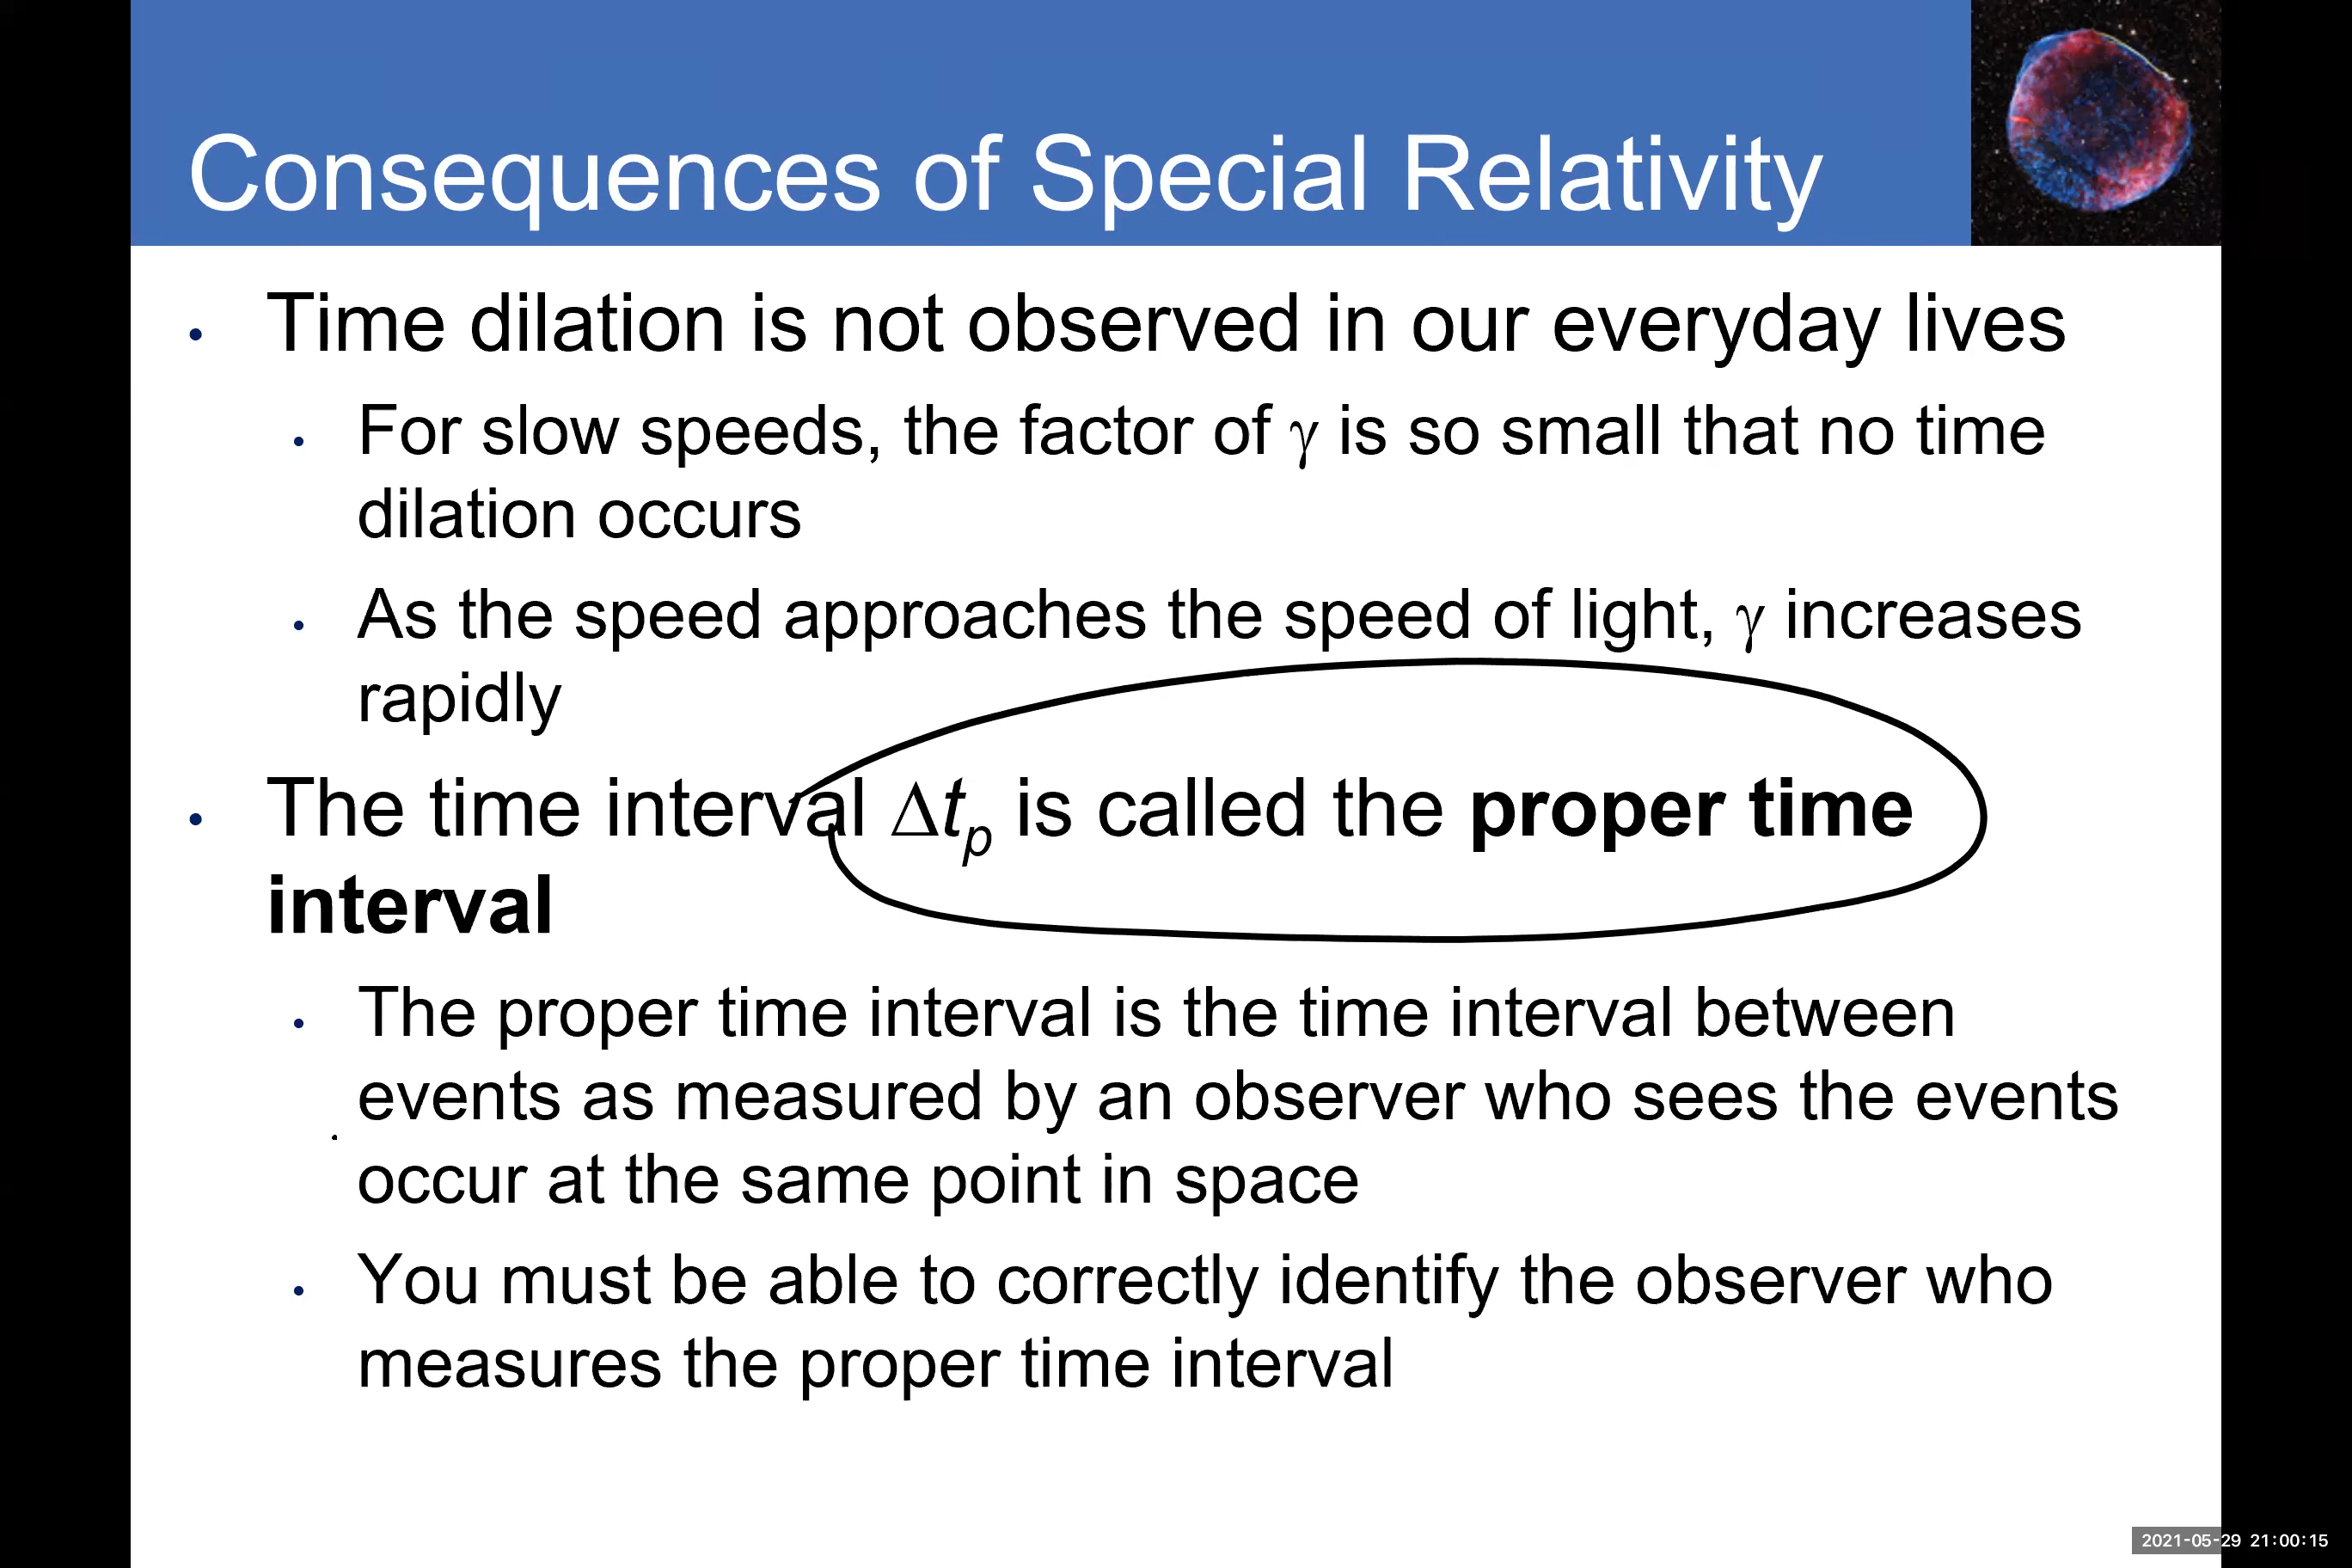 Consequences of Special Relativity
• Time dilation is not observed in our everyday lives
• For slow speeds, the factor of γ is so small that no time
dilation occurs
• As the speed approaches the speed of light, γ increases
rapidly
• The time interval Δtp is called the proper time
interval
• The proper time interval is the time interval between
events as measured by an observer who sees the events
occur at the same point in space
• You must be able to correctly identify the observer who
measures the proper time interval
2021-05-29 21:00:15